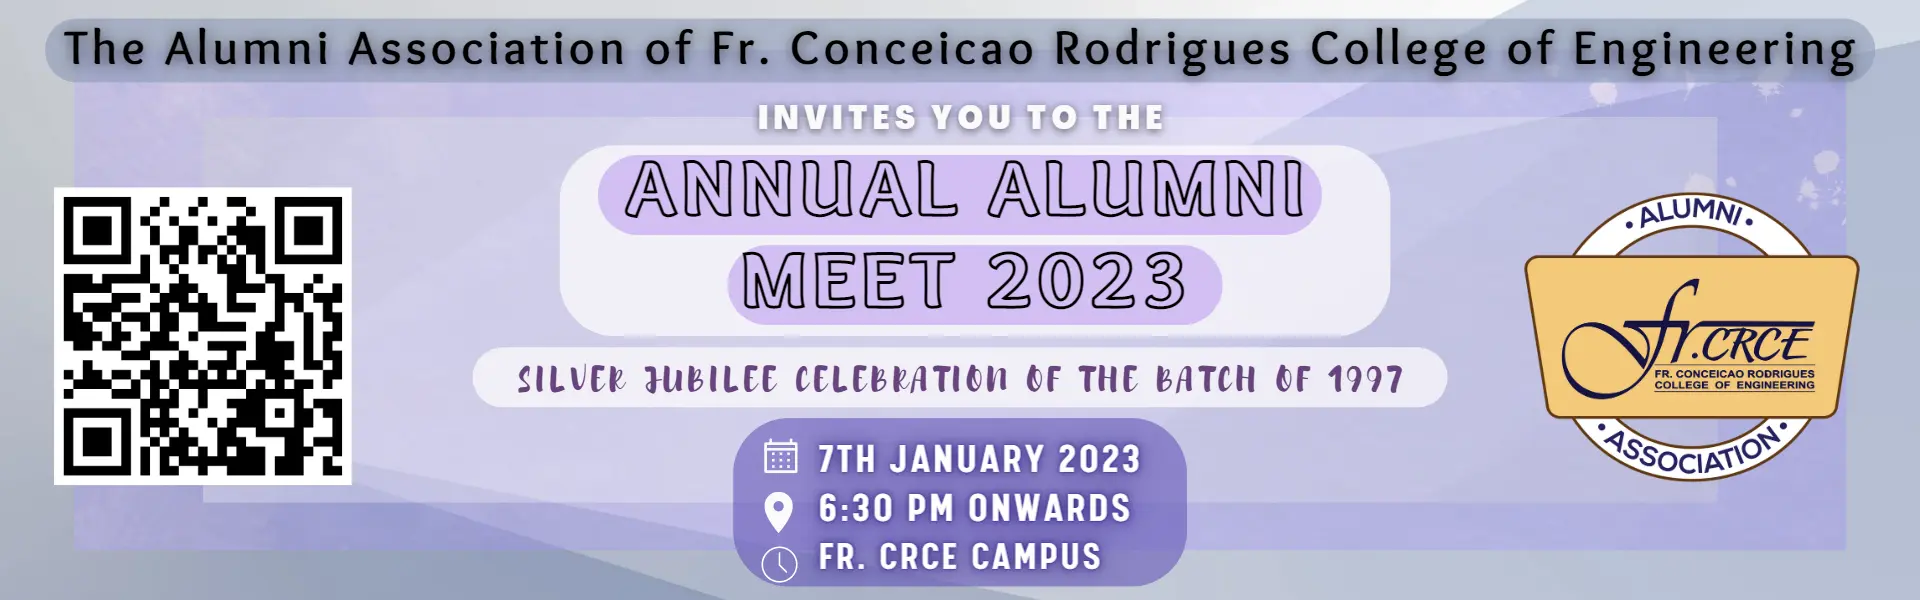 The Alumni Association of Fr. Conceicao Rodrigues College of Engineering
INVITES YOU TO THE
ANNUAL ALUMNI
MEET 2023
SILVER JUBILEE CELEBRATION OF THE BATCH OF 1997
7TH JANUARY 2023
6:30 PM ONWARDS
FR. CRCE CAMPUS
• ALUMNI •
fr.CRCE
FR. CONCEICAO RODRIGUES
COLLEGE OF ENGINEERING
• ASSOCIATION •